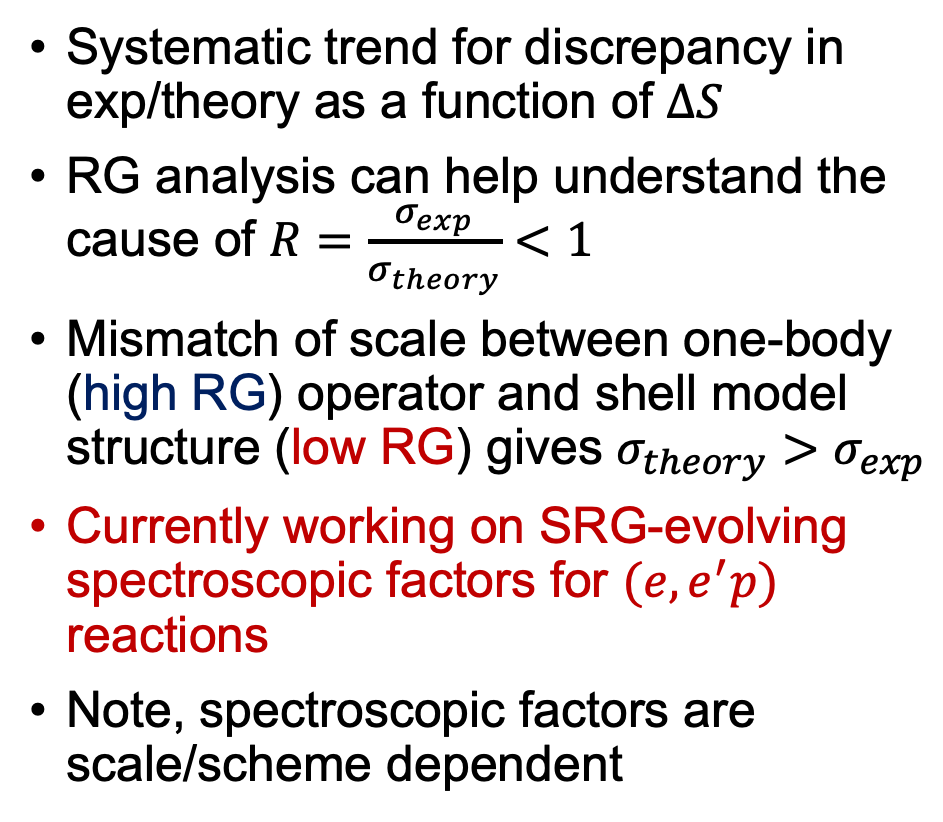 • Systematic trend for discrepancy in
exp/theory as a function of ΔS
• RG analysis can help understand the
cause of R = σ_exp/σ_theory < 1
• Mismatch of scale between one-body
(high RG) operator and shell model
structure (low RG) gives σ_theory > σ_exp
• Currently working on SRG-evolving
spectroscopic factors for (e, e′p)
reactions
• Note, spectroscopic factors are
scale/scheme dependent